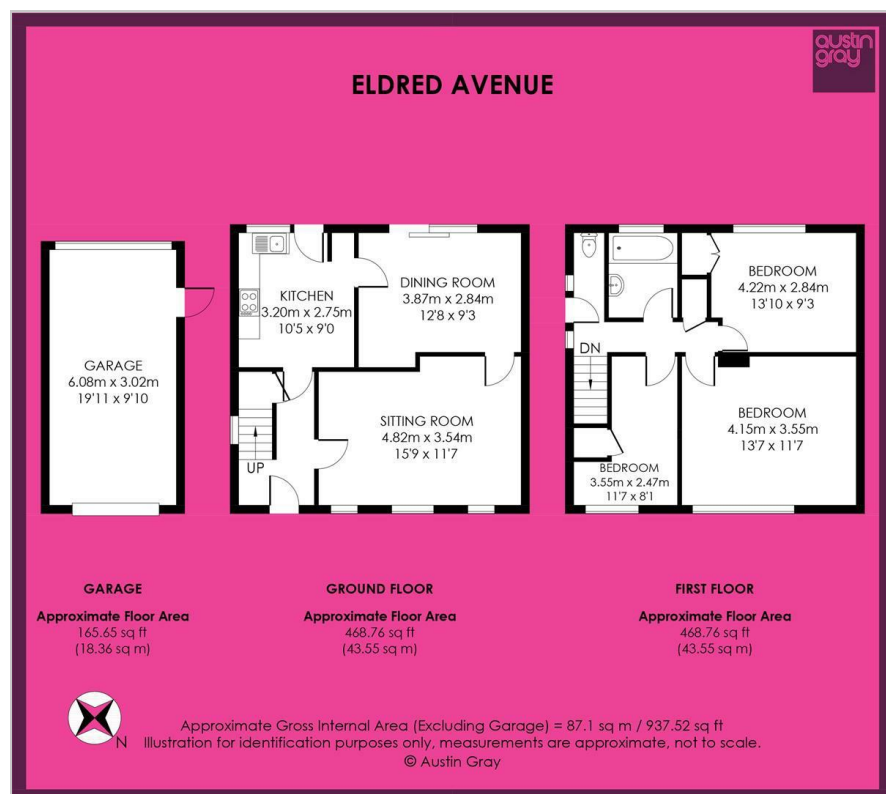 austin
gray
ELDRED AVENUE
GARAGE
6.08m x 3.02m
19'11 x 9'10
KITCHEN
3.20m x 2.75m
10'5 x 9'0
DINING ROOM
3.87m x 2.84m
12'8 x 9'3
SITTING ROOM
4.82m x 3.54m
15'9 x 11'7
UP
BEDROOM
4.22m x 2.84m
13'10 x 9'3
DN
BEDROOM
4.15m x 3.55m
13'7 x 11'7
BEDROOM
3.55m x 2.47m
11'7 x 8'1
GARAGE
Approximate Floor Area
165.65 sq ft
(18.36 sq m)
GROUND FLOOR
Approximate Floor Area
468.76 sq ft
(43.55 sq m)
FIRST FLOOR
Approximate Floor Area
468.76 sq ft
(43.55 sq m)
N
Approximate Gross Internal Area (Excluding Garage) = 87.1 sq m / 937.52 sq ft
Illustration for identification purposes only, measurements are approximate, not to scale.
© Austin Gray